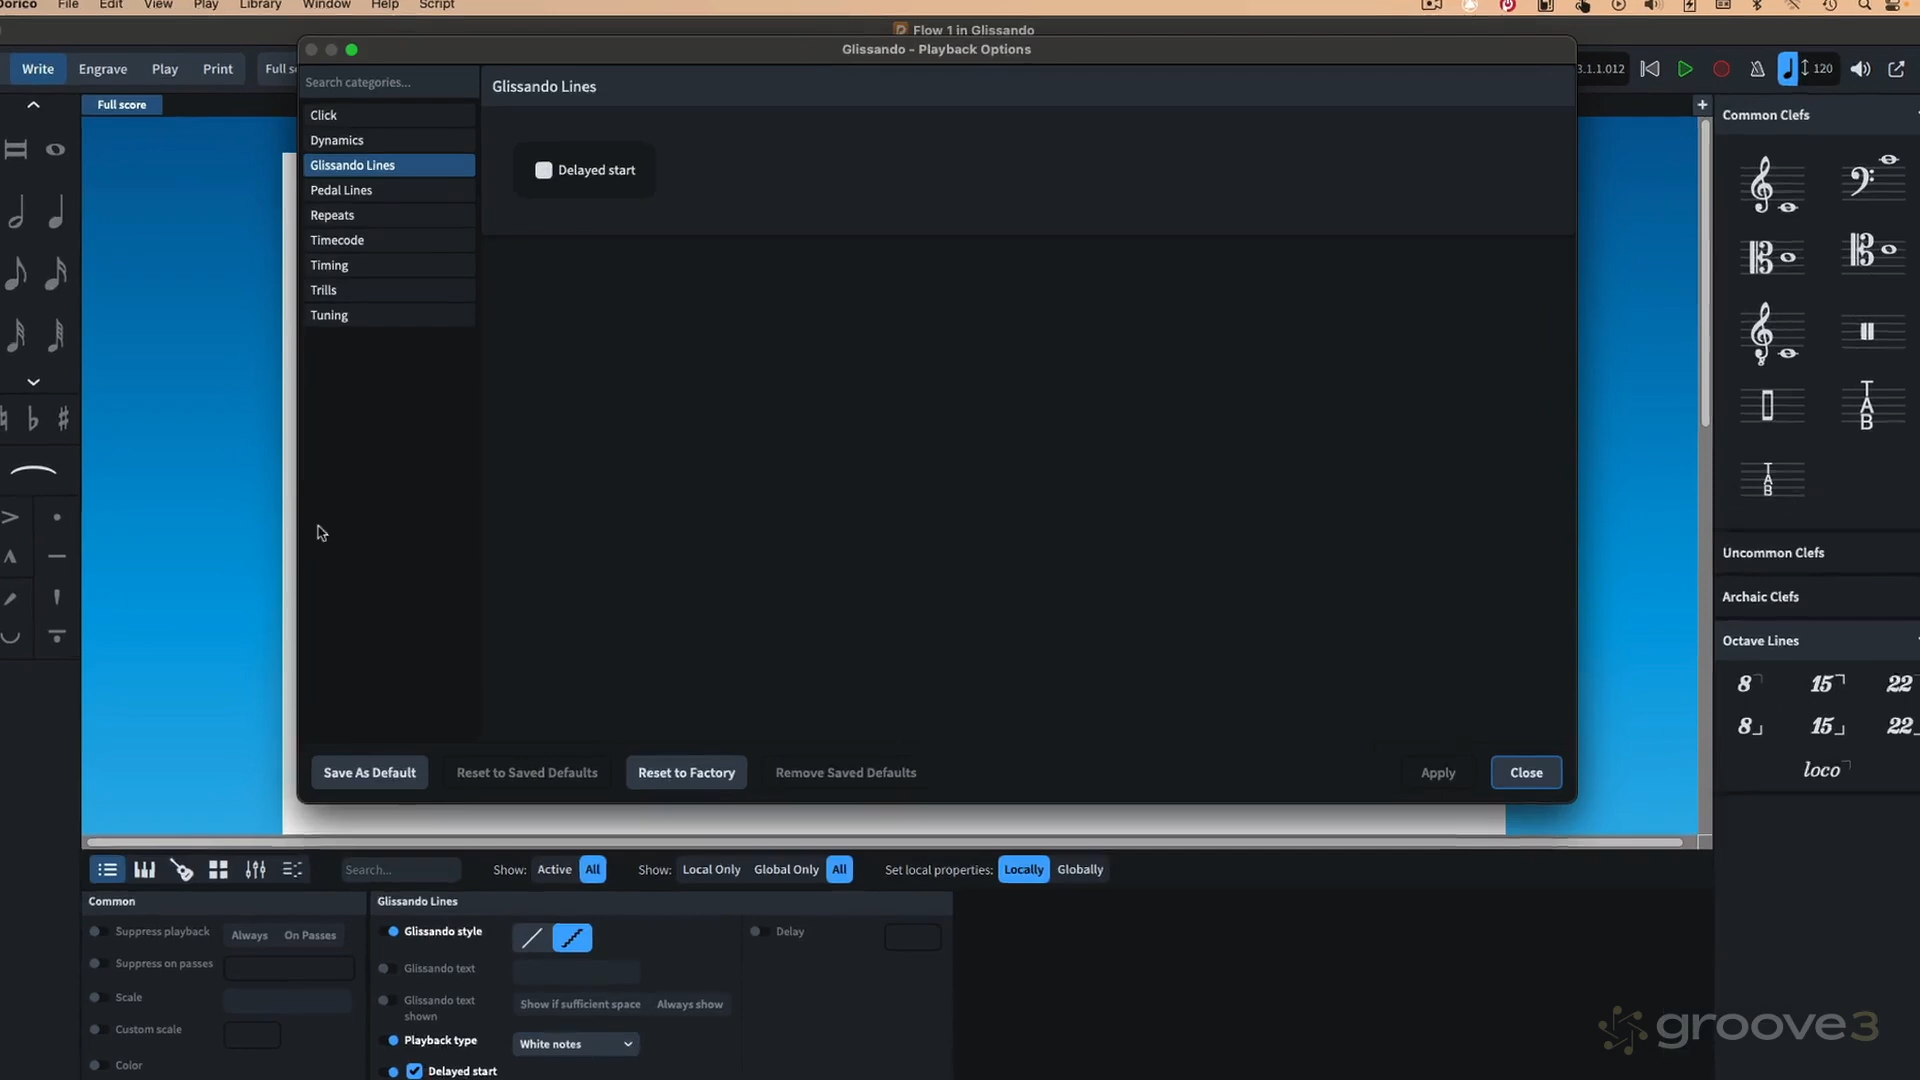 Dorico File Edit View Play Library Window Help Script
Flow 1 in Glissando
Glissando - Playback Options
Write Engrave Play Print Full s
3.1.1.012
120
Search categories...
Glissando Lines
Full score
Click
Dynamics
Glissando Lines
Pedal Lines
Repeats
Timecode
Timing
Trills
Tuning
Delayed start
Common Clefs
T
A
B
T
A
B
Uncommon Clefs
Archaic Clefs
Octave Lines
8 15 22
8 15 22
loco
Save As Default
Reset to Saved Defaults
Reset to Factory
Remove Saved Defaults
Apply
Close
Search...
Show: Active All
Show: Local Only Global Only All
Set local properties: Locally Globally
Common
Suppress playback Always On Passes
Suppress on passes
Scale
Custom scale
Color
Glissando Lines
Glissando style
Glissando text
Glissando text
shown
Show if sufficient space Always show
Playback type White notes
Delayed start
Delay
groove3